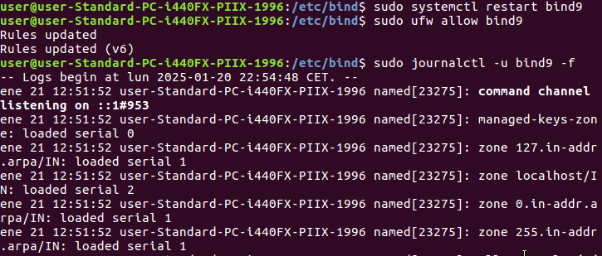 user@user-Standard-PC-i440FX-PIIX-1996:/etc/bind$ sudo systemctl restart bind9
user@user-Standard-PC-i440FX-PIIX-1996:/etc/bind$ sudo ufw allow bind9
Rules updated
Rules updated (v6)
user@user-Standard-PC-i440FX-PIIX-1996:/etc/bind$ sudo journalctl -u bind9 -f
-- Logs begin at lun 2025-01-20 22:54:48 CET. --
ene 21 12:51:52 user-Standard-PC-i440FX-PIIX-1996 named[23275]: command channel
listening on ::1#953
ene 21 12:51:52 user-Standard-PC-i440FX-PIIX-1996 named[23275]: managed-keys-zon
e: loaded serial 0
ene 21 12:51:52 user-Standard-PC-i440FX-PIIX-1996 named[23275]: zone 127.in-addr
.arpa/IN: loaded serial 1
ene 21 12:51:52 user-Standard-PC-i440FX-PIIX-1996 named[23275]: zone localhost/I
N: loaded serial 2
ene 21 12:51:52 user-Standard-PC-i440FX-PIIX-1996 named[23275]: zone 0.in-addr.a
rpa/IN: loaded serial 1
ene 21 12:51:52 user-Standard-PC-i440FX-PIIX-1996 named[23275]: zone 255.in-addr
.arpa/IN: loaded serial 1